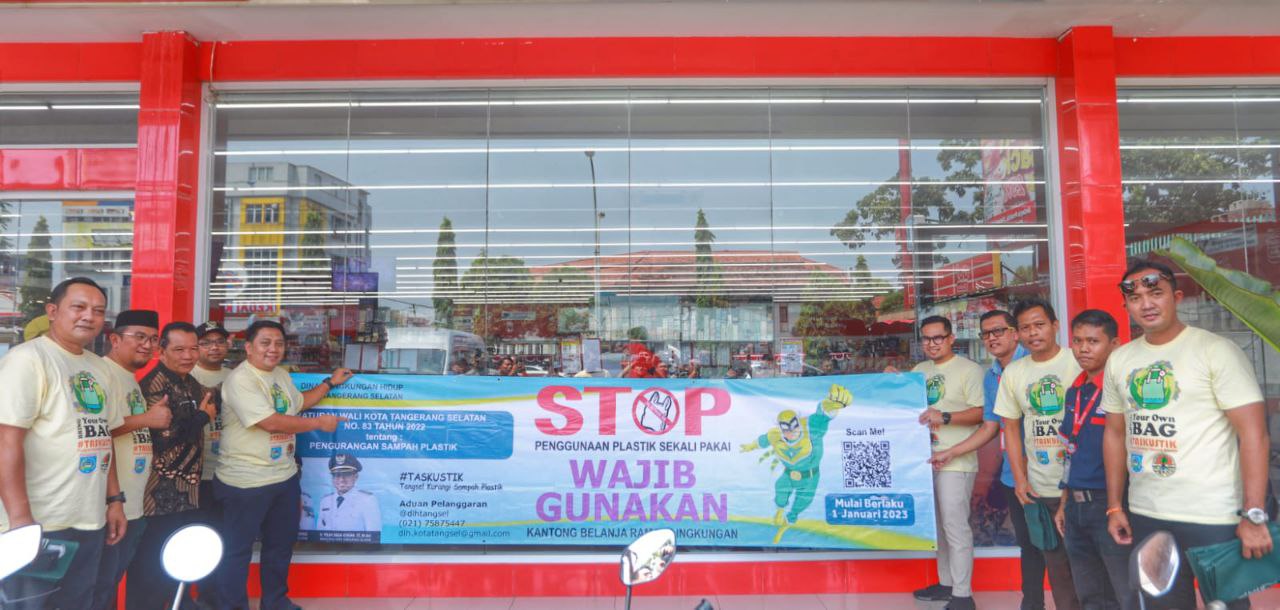 DINAS LINGKUNGAN HIDUP
TANGERANG SELATAN
WALI KOTA TANGERANG SELATAN
NO. 83 TAHUN 2022
tentang :
PENGURANGAN SAMPAH PLASTIK
#TASKUSTIK
Tangsel Kurangi Sampah Plastik
Aduan Pelanggaran
@dlhtangsel
(021) 75875447
dlh.kotatangsel@gmail.com
STOP
PENGGUNAAN PLASTIK SEKALI PAKAI
WAJIB
GUNAKAN
KANTONG BELANJA RAMAH LINGKUNGAN
Scan Me!
Mulai Berlaku
1 Januari 2023
BRING
Your Own
BAG
Your Own
BAG